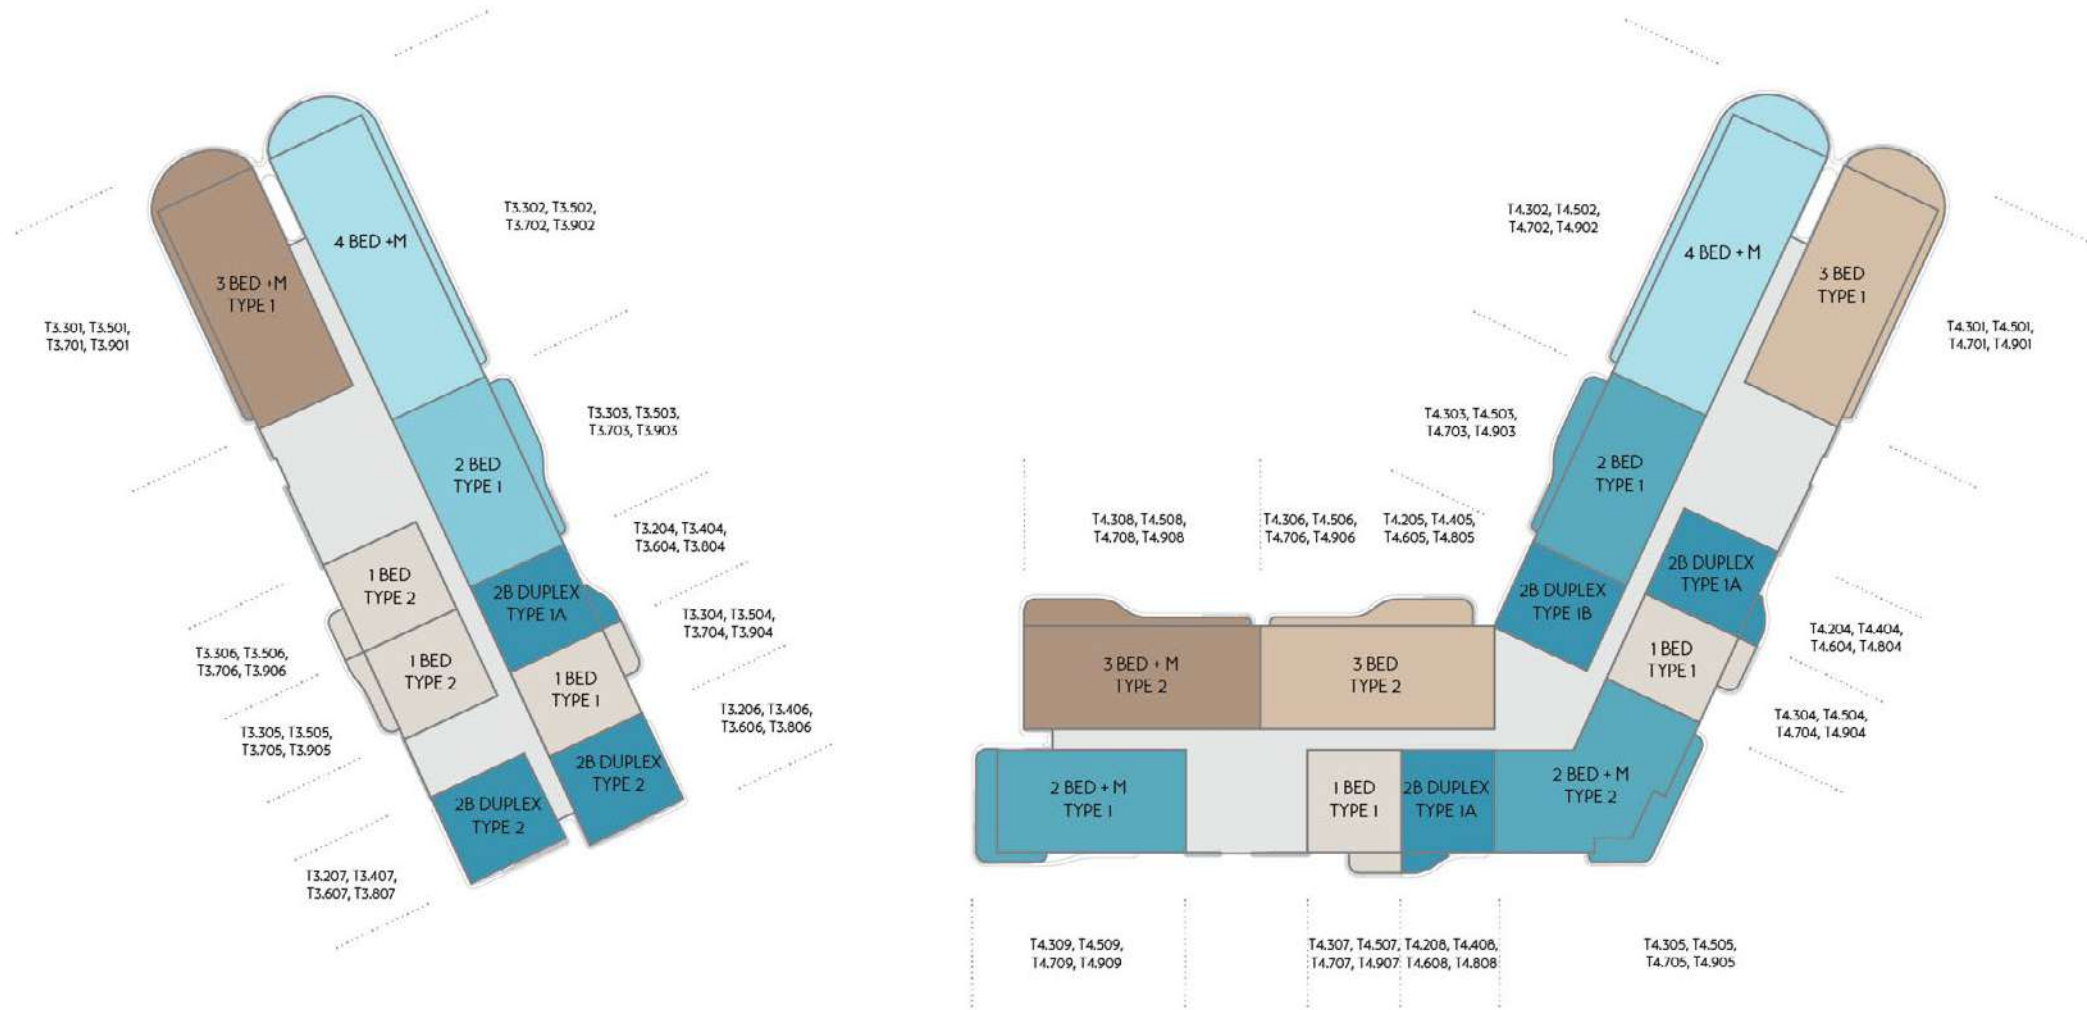 4 BED +M
3 BED +M
TYPE 1
T3.302, T3.502,
T3.702, T3.902
T3.301, T3.501,
T3.701, T3.901
2 BED
TYPE 1
T3.303, T3.503,
T3.703, T3.903
T3.204, T3.404,
T3.604, T3.804
1 BED
TYPE 2
2B DUPLEX
TYPE 1A
T3.304, T3.504,
T3.704, T3.904
T3.306, T3.506,
T3.706, T3.906
1 BED
TYPE 2
1 BED
TYPE 1
T3.206, T3.406,
T3.606, T3.806
T3.305, T3.505,
T3.705, T3.905
2B DUPLEX
TYPE 2
2B DUPLEX
TYPE 2
T3.207, T3.407,
T3.607, T3.807
T4.302, T4.502,
T4.702, T4.902
4 BED + M
3 BED
TYPE 1
T4.301, T4.501,
T4.701, T4.901
T4.303, T4.503,
T4.703, T4.903
2 BED
TYPE 1
T4.308, T4.508,
T4.708, T4.908
T4.306, T4.506,
T4.706, T4.906
T4.205, T4.405,
T4.605, T4.805
2B DUPLEX
TYPE 1B
2B DUPLEX
TYPE 1A
T4.204, T4.404,
T4.604, T4.804
3 BED + M
TYPE 2
3 BED
TYPE 2
1 BED
TYPE 1
T4.304, T4.504,
T4.704, T4.904
2 BED + M
TYPE 1
1 BED
TYPE 1
2B DUPLEX
TYPE 1A
2 BED + M
TYPE 2
T4.309, T4.509,
T4.709, T4.909
T4.307, T4.507,
T4.707, T4.907
T4.208, T4.408,
T4.608, T4.808
T4.305, T4.505,
T4.705, T4.905